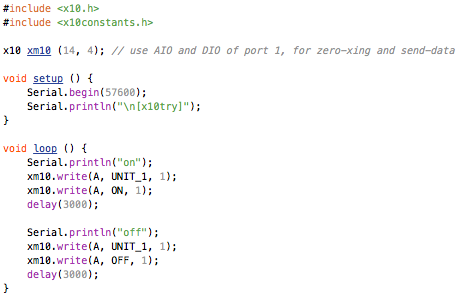 #include <x10.h>
#include <x10constants.h>

x10 xm10 (14, 4); // use AIO and DIO of port 1, for zero-xing and send-data

void setup () {
    Serial.begin(57600);
    Serial.println("\n[x10try]");
}

void loop () {
    Serial.println("on");
    xm10.write(A, UNIT_1, 1);
    xm10.write(A, ON, 1);
    delay(3000);

    Serial.println("off");
    xm10.write(A, UNIT_1, 1);
    xm10.write(A, OFF, 1);
    delay(3000);
}